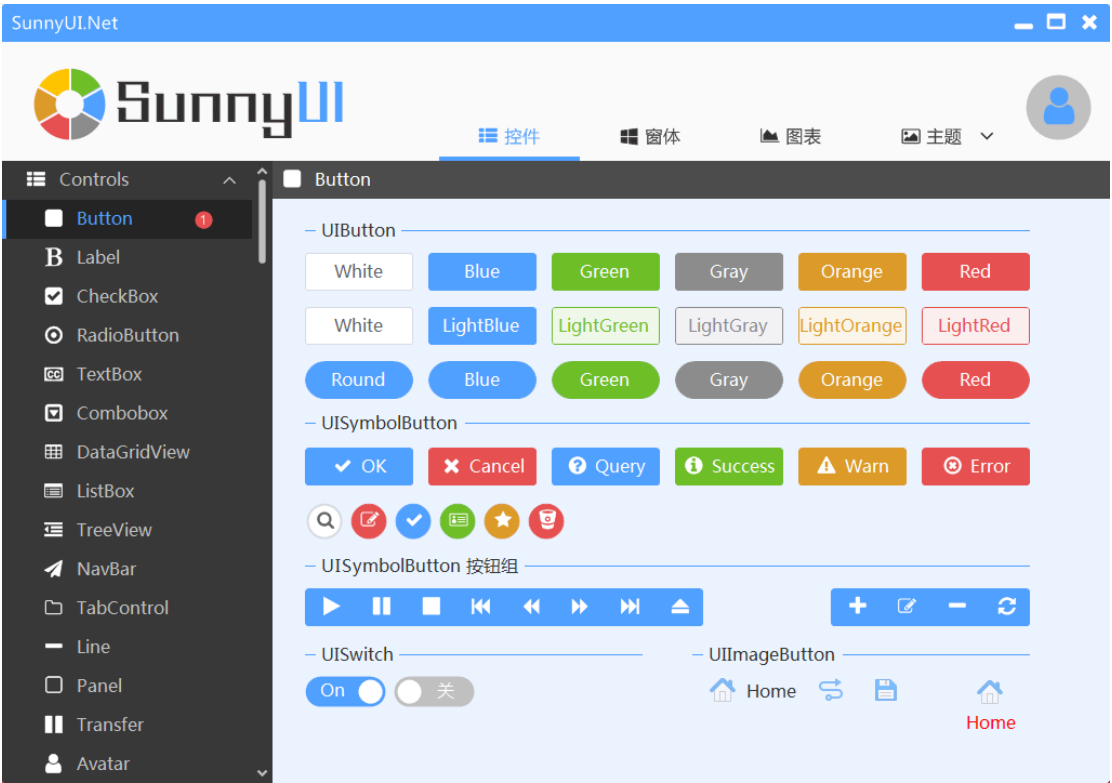 SunnyUI.Net
SunnyUI
控件 窗体 图表 主题
Controls
Button 1
Label
CheckBox
RadioButton
TextBox
Combobox
DataGridView
ListBox
TreeView
NavBar
TabControl
Line
Panel
Transfer
Avatar
Button
UIButton
White Blue Green Gray Orange Red
White LightBlue LightGreen LightGray LightOrange LightRed
Round Blue Green Gray Orange Red
UISymbolButton
OK Cancel Query Success Warn Error
UISymbolButton 按钮组
UISwitch UIImageButton
On 关 Home
Home